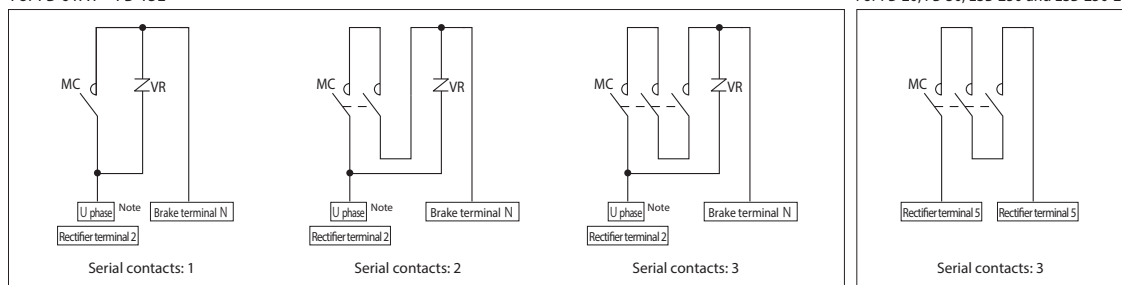 MC
VR
U phase Note Brake terminal N
Rectifier terminal 2
Serial contacts: 1
MC
VR
U phase Note Brake terminal N
Rectifier terminal 2
Serial contacts: 2
MC
VR
U phase Note Brake terminal N
Rectifier terminal 2
Serial contacts: 3
MC
Rectifier terminal 5 Rectifier terminal 5
Serial contacts: 3